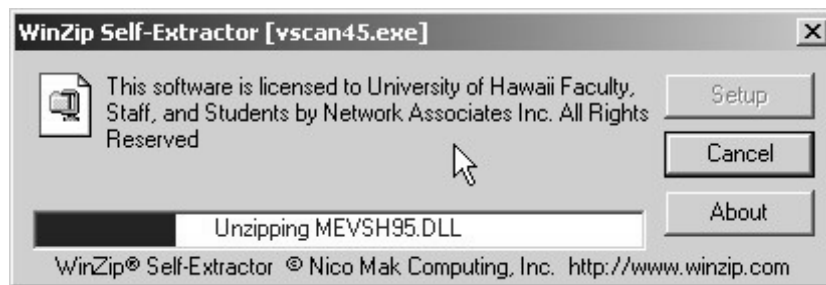 WinZip Self-Extractor [vscan45.exe]
This software is licensed to University of Hawaii Faculty,
Staff, and Students by Network Associates Inc. All Rights
Reserved
Setup
Cancel
About
Unzipping MEVSH95.DLL
WinZip® Self-Extractor © Nico Mak Computing, Inc. http://www.winzip.com